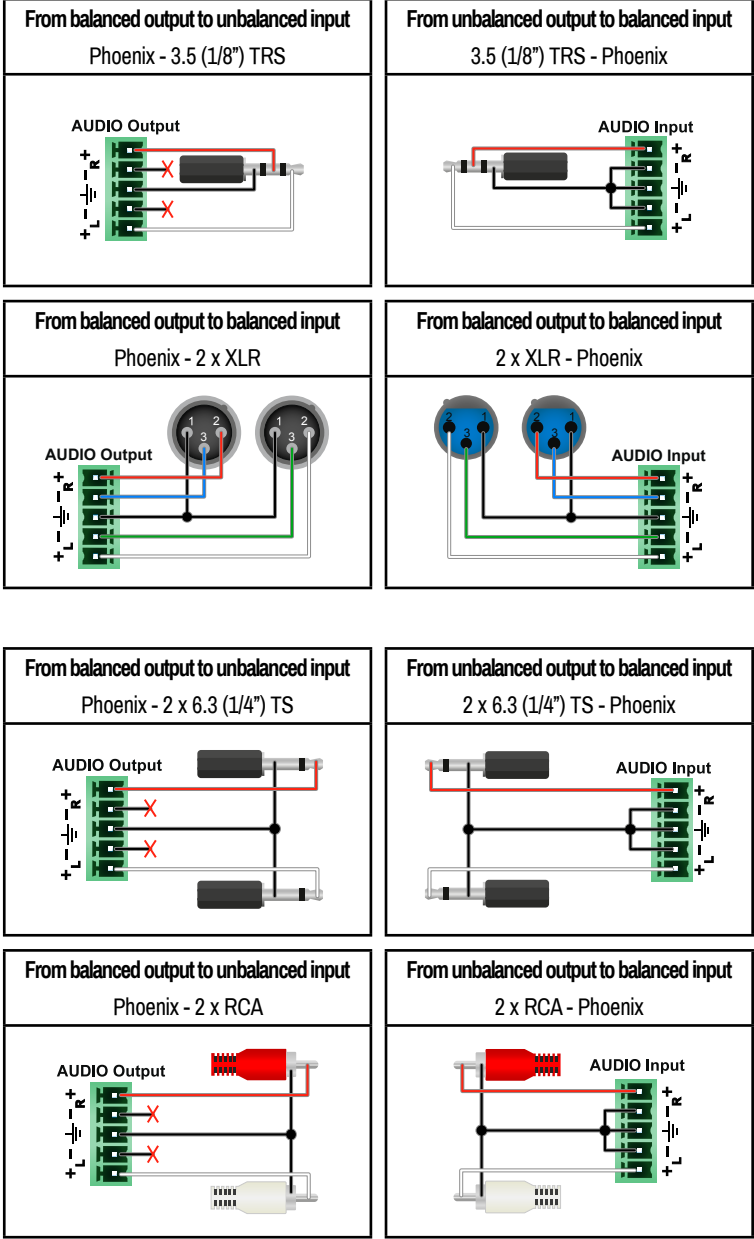 From balanced output to unbalanced input
Phoenix - 3.5 (1/8”) TRS
AUDIO Output
+
R
-
-
L
+
From unbalanced output to balanced input
3.5 (1/8”) TRS - Phoenix
AUDIO Input
+
R
-
-
L
+
From balanced output to balanced input
Phoenix - 2 x XLR
1
2
3
1
2
3
AUDIO Output
+
R
-
-
L
+
From balanced output to balanced input
2 x XLR - Phoenix
2
1
3
2
1
3
AUDIO Input
+
R
-
-
L
+
From balanced output to unbalanced input
Phoenix - 2 x 6.3 (1/4”) TS
AUDIO Output
+
R
-
-
L
+
From unbalanced output to balanced input
2 x 6.3 (1/4”) TS - Phoenix
AUDIO Input
+
R
-
-
L
+
From balanced output to unbalanced input
Phoenix - 2 x RCA
AUDIO Output
+
R
-
-
L
+
From unbalanced output to balanced input
2 x RCA - Phoenix
AUDIO Input
+
R
-
-
L
+